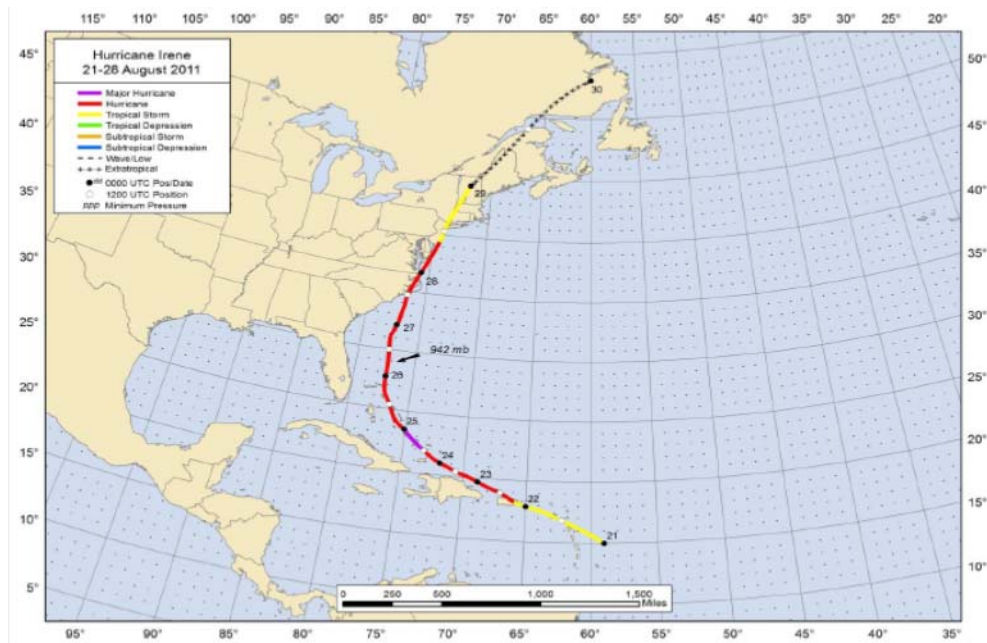 115° 110° 105° 100° 95° 90° 85° 80° 75° 70° 65° 60° 55° 50° 45° 40° 35° 30° 25° 20°
Hurricane Irene
21-28 August 2011
Major Hurricane
Hurricane
Tropical Storm
Tropical Depression
Subtropical Storm
Subtropical Depression
Wave/Low
Extratropical
0000 UTC Pos/Date
1200 UTC Position
PPP Minimum Pressure
45°
40°
35°
30°
25°
20°
15°
10°
5°
50°
45°
40°
35°
30°
25°
20°
15°
10°
30
29
28
27
942 mb
26
25
24
23
22
21
0 250 500 1,000 1,500
Miles
95° 90° 85° 80° 75° 70° 65° 60° 55° 50° 45° 40° 35°